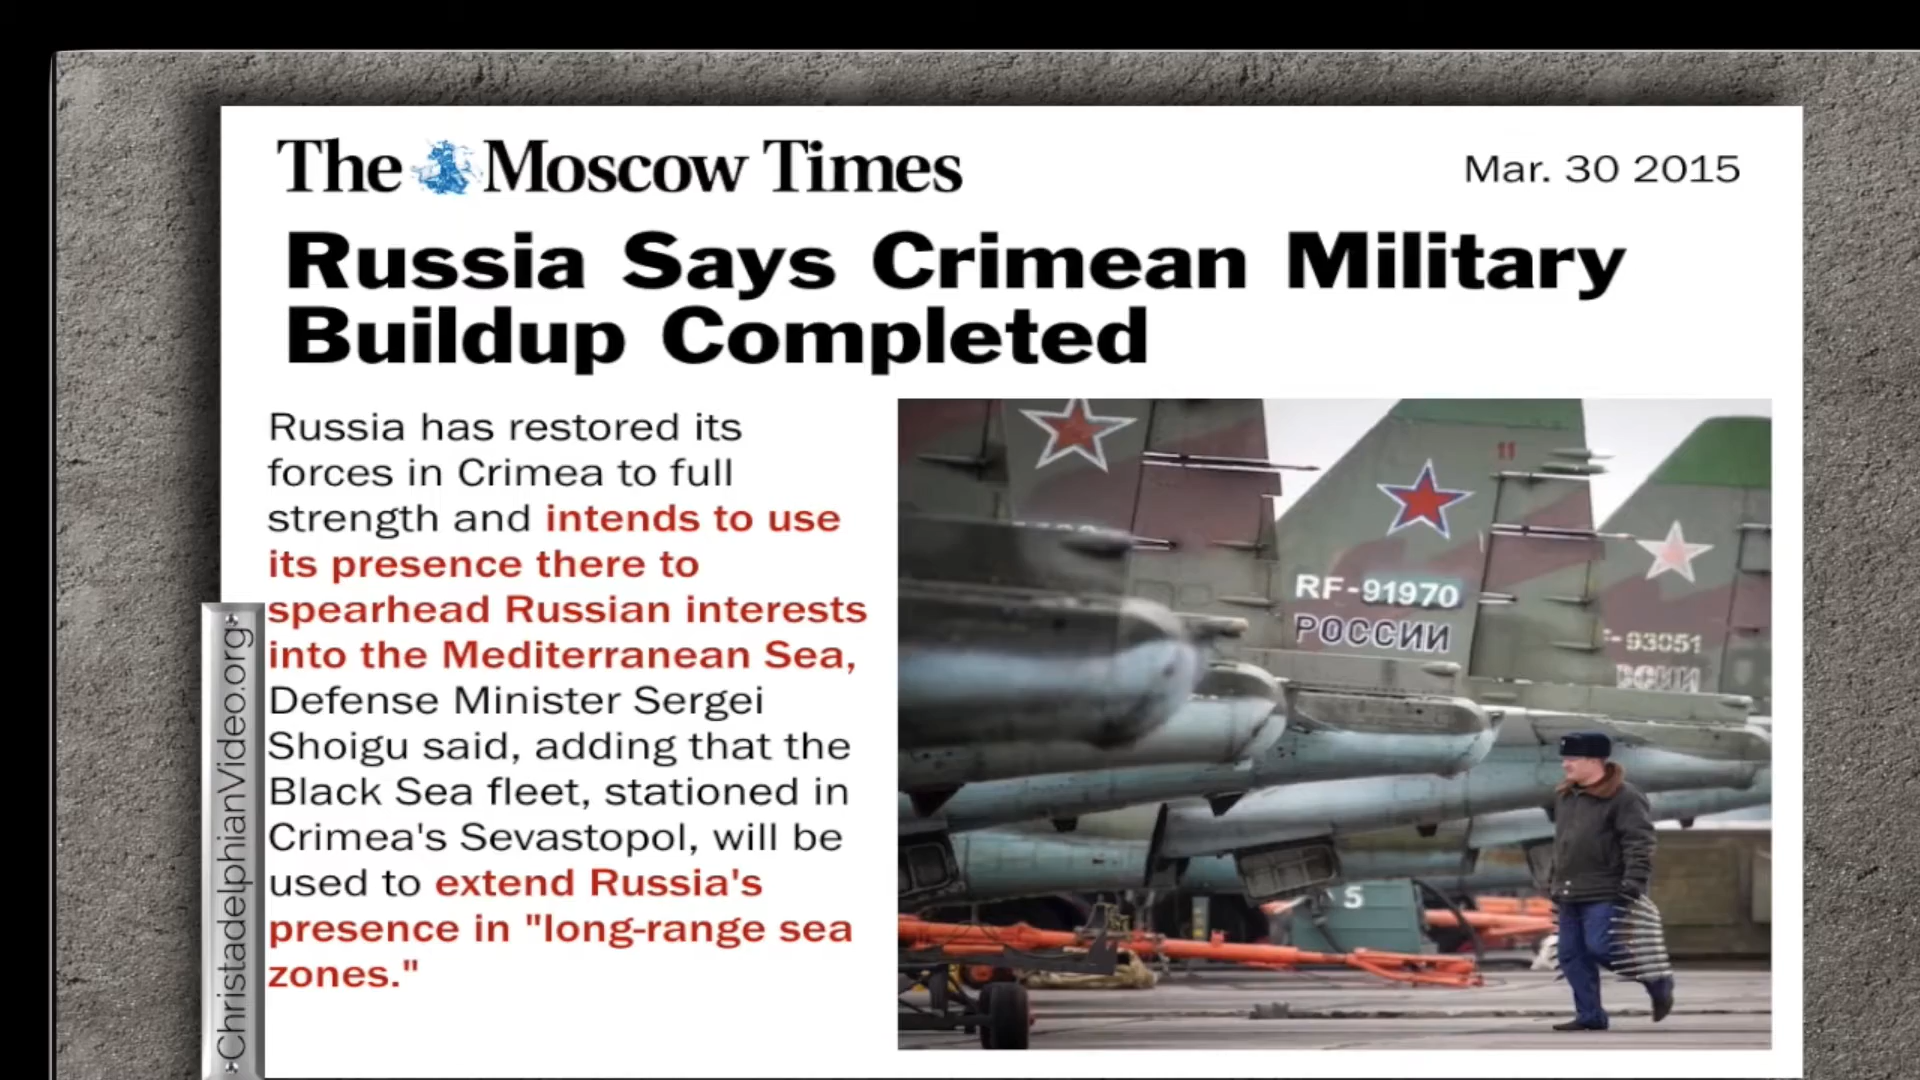 The Moscow Times
Mar. 30 2015
Russia Says Crimean Military
Buildup Completed
Russia has restored its
forces in Crimea to full
strength and intends to use
its presence there to
spearhead Russian interests
into the Mediterranean Sea,
Defense Minister Sergei
Shoigu said, adding that the
Black Sea fleet, stationed in
Crimea's Sevastopol, will be
used to extend Russia's
presence in "long-range sea
zones."
11
RF-91970
РОССИИ
F-93051
5
ChristadelphianVideo.org